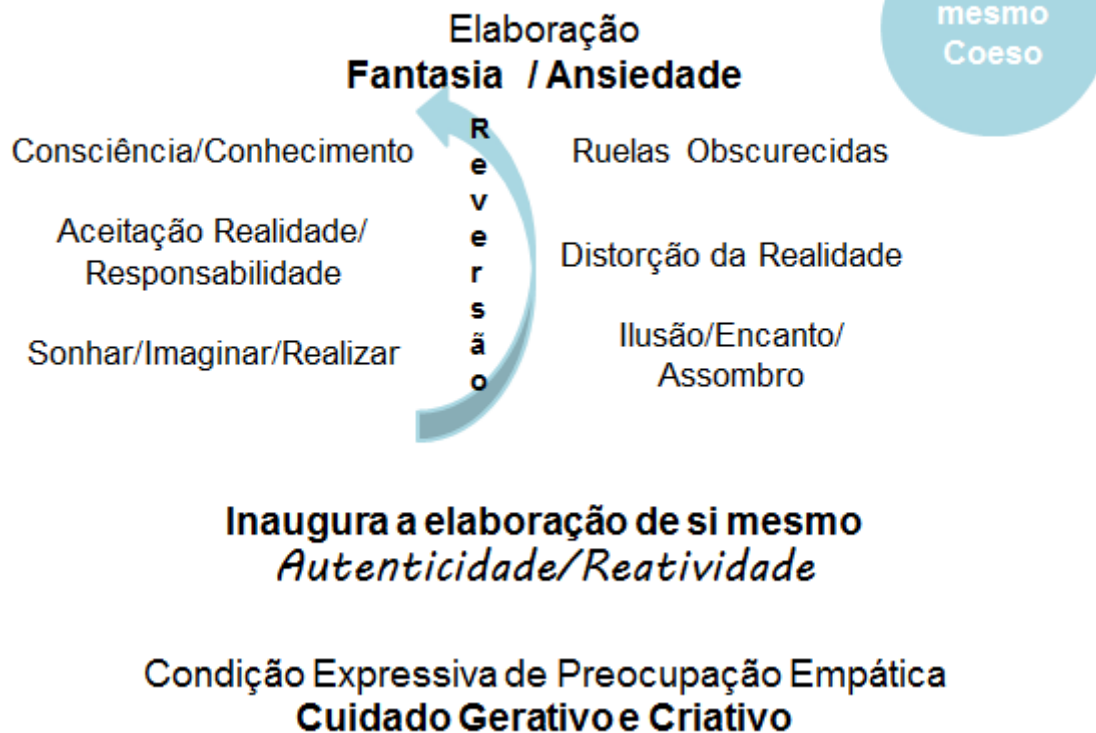 mesmo
Coeso
Elaboração
Fantasia / Ansiedade
Reversão
Consciência/Conhecimento
Aceitação Realidade/
Responsabilidade
Sonhar/Imaginar/Realizar
Ruelas Obscurecidas
Distorção da Realidade
Ilusão/Encanto/
Assombro
Inaugura a elaboração de si mesmo
Autenticidade/Reatividade
Condição Expressiva de Preocupação Empática
Cuidado Gerativo e Criativo